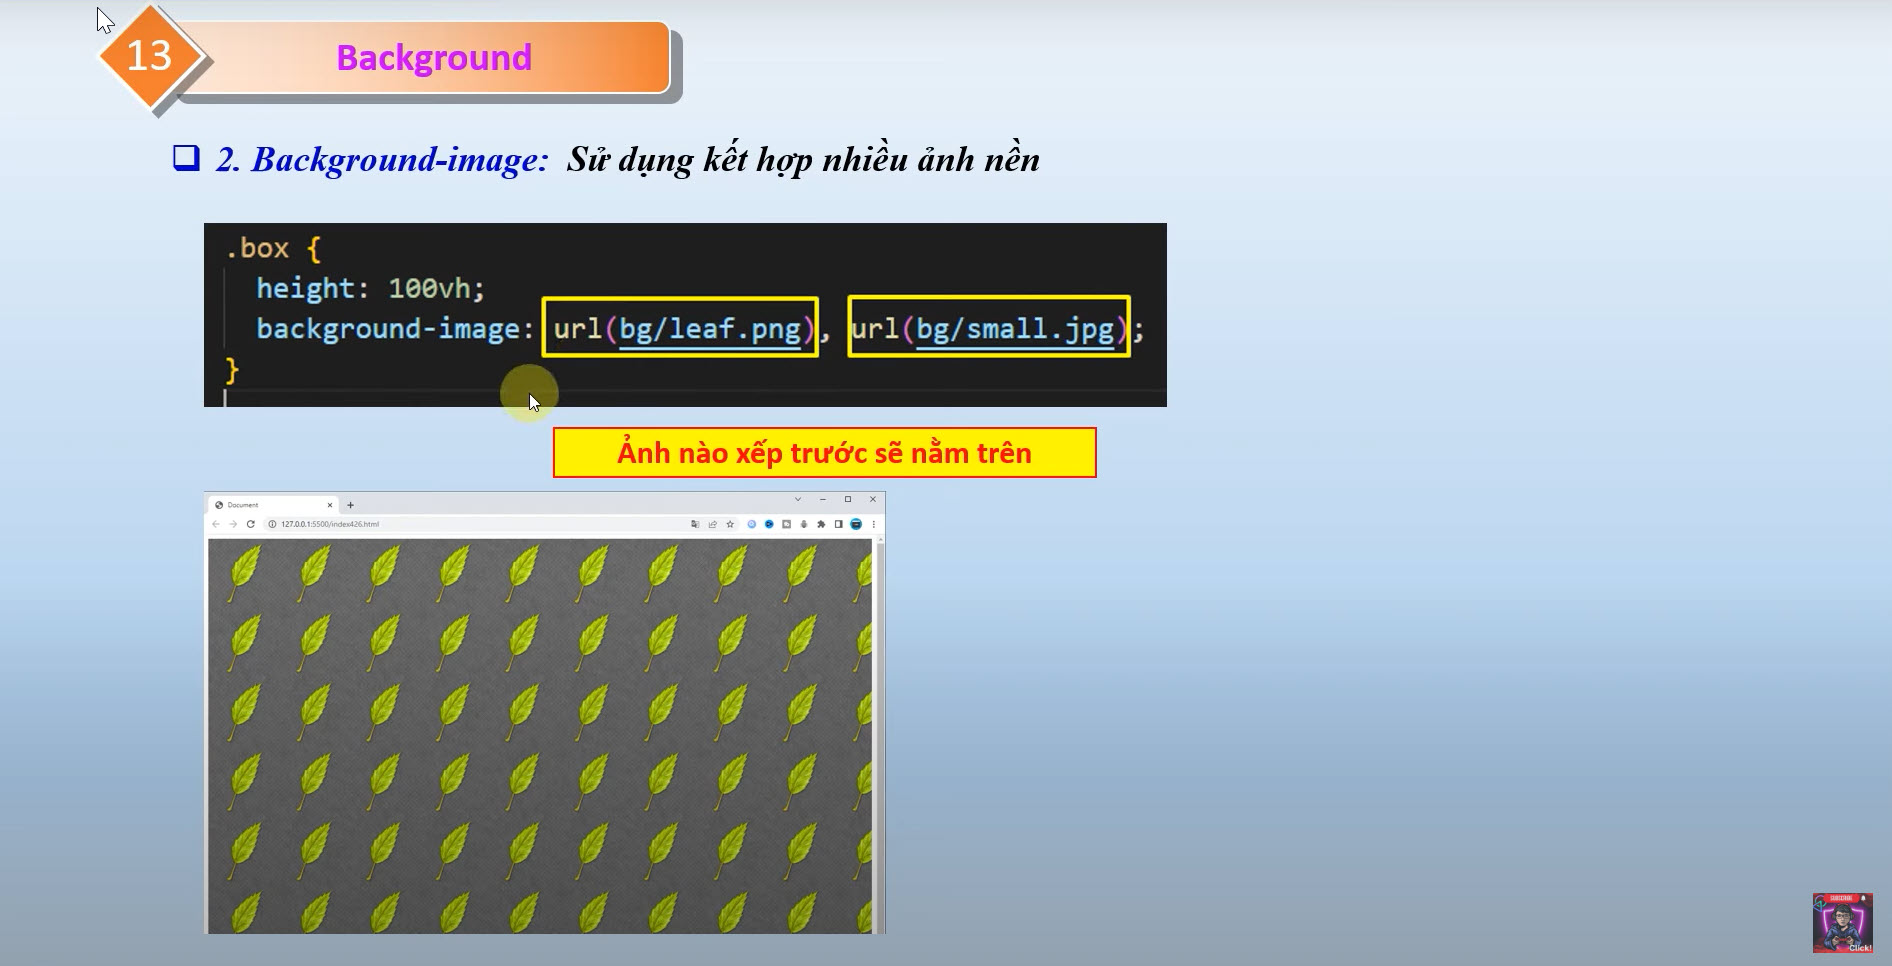 13
Background
2. Background-image: Sử dụng kết hợp nhiều ảnh nền
.box {
height: 100vh;
background-image: url(bg/leaf.png), url(bg/small.jpg);
}
Ảnh nào xếp trước sẽ nằm trên
Document
127.0.0.1:5500/index426.html
SUBSCRIBE
Click!